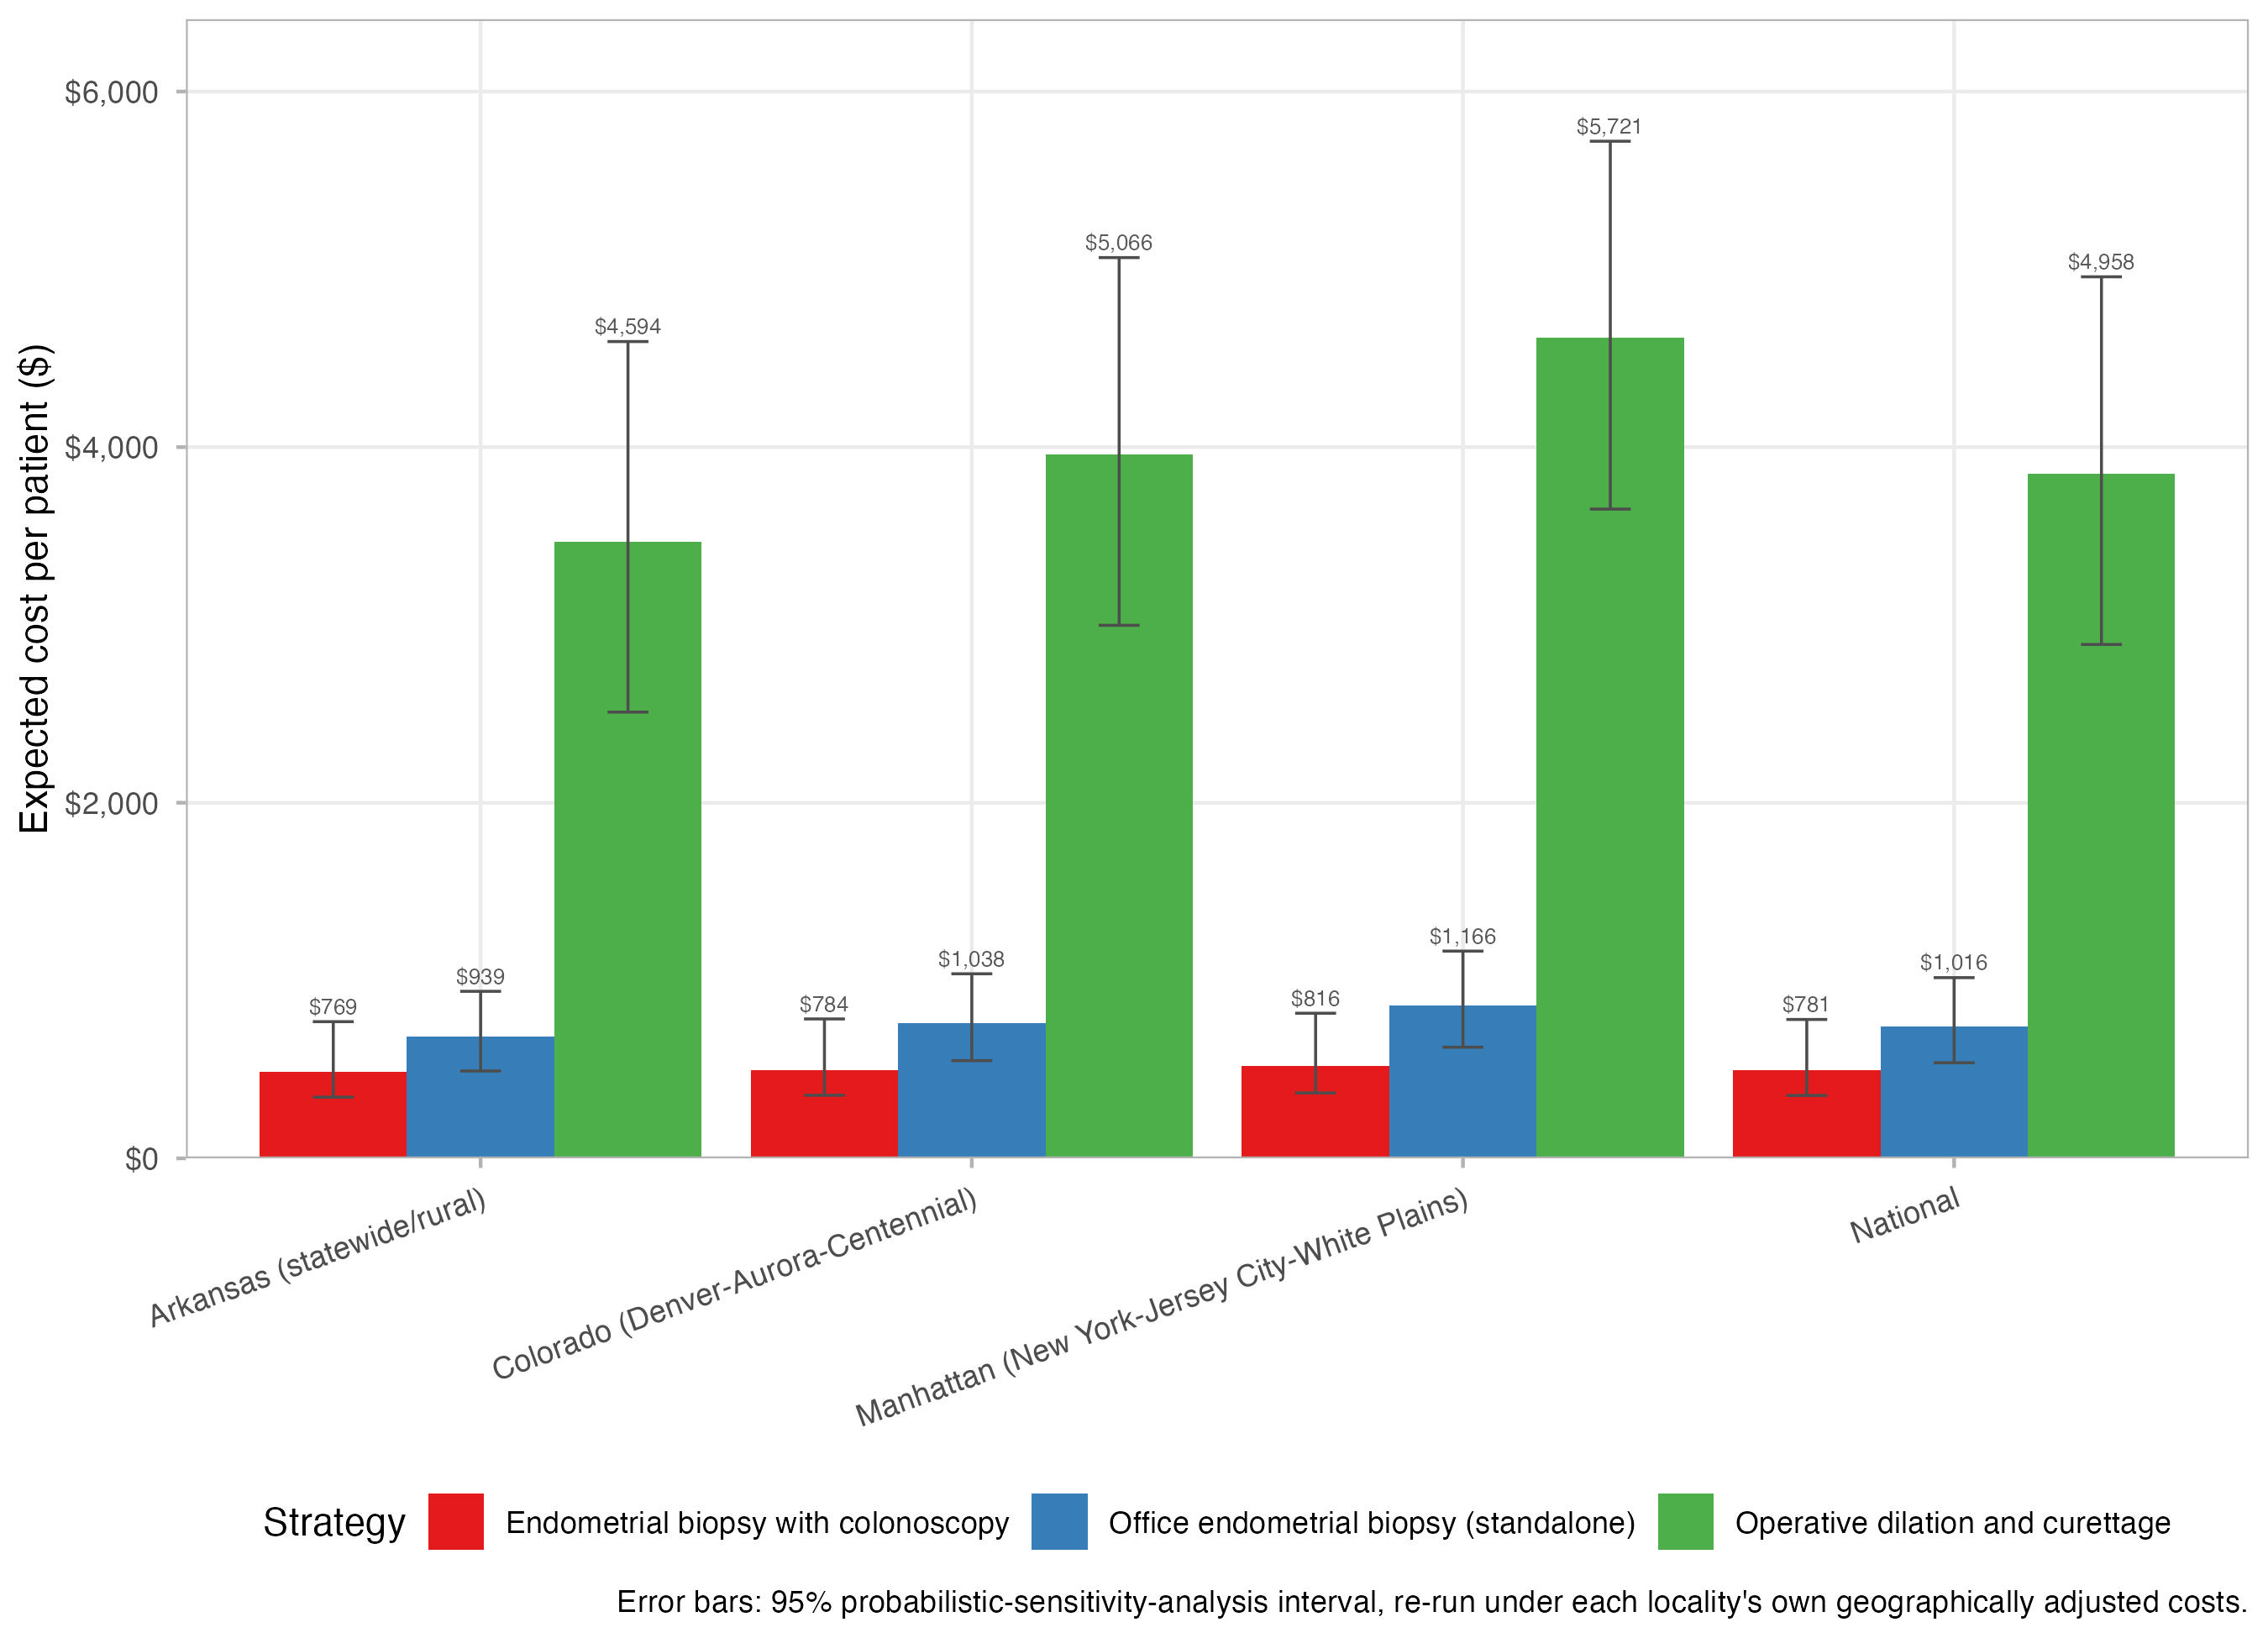 Expected cost per patient ($)
$6,000
$4,000
$2,000
$0
$769
$939
$4,594
$784
$1,038
$5,066
$816
$1,166
$5,721
$781
$1,016
$4,958
Arkansas (statewide/rural)
Colorado (Denver-Aurora-Centennial)
Manhattan (New York-Jersey City-White Plains)
National
Strategy
Endometrial biopsy with colonoscopy
Office endometrial biopsy (standalone)
Operative dilation and curettage
Error bars: 95% probabilistic-sensitivity-analysis interval, re-run under each locality's own geographically adjusted costs.